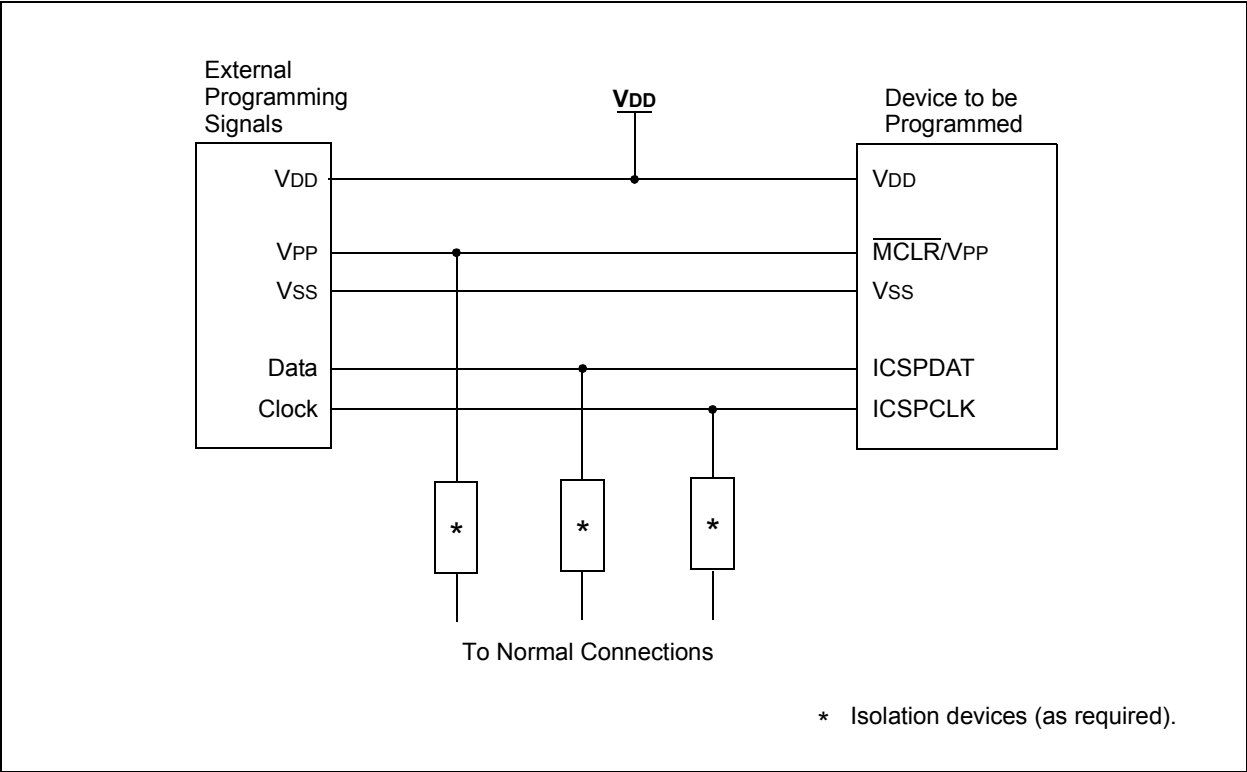 External
Programming
Signals
VDD
Device to be
Programmed
VDD
VDD
VPP
MCLR/VPP
VSS
VSS
Data
ICSPDAT
Clock
ICSPCLK
*
*
*
To Normal Connections
* Isolation devices (as required).